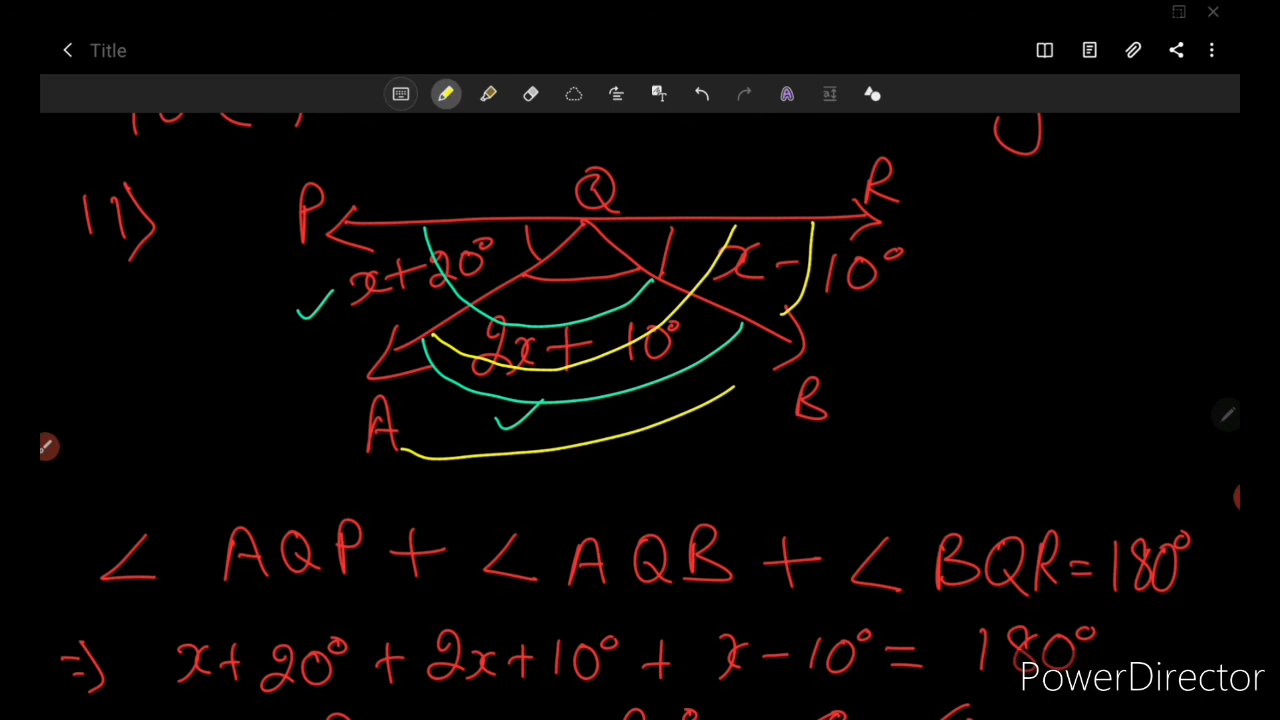 Title
11)
P
Q
R
x+20°
x-10°
2x+10°
A
B
∠AQP+∠AQB+∠BQR=180°
⇒ x+20°+2x+10°+x-10°=180°
PowerDirector